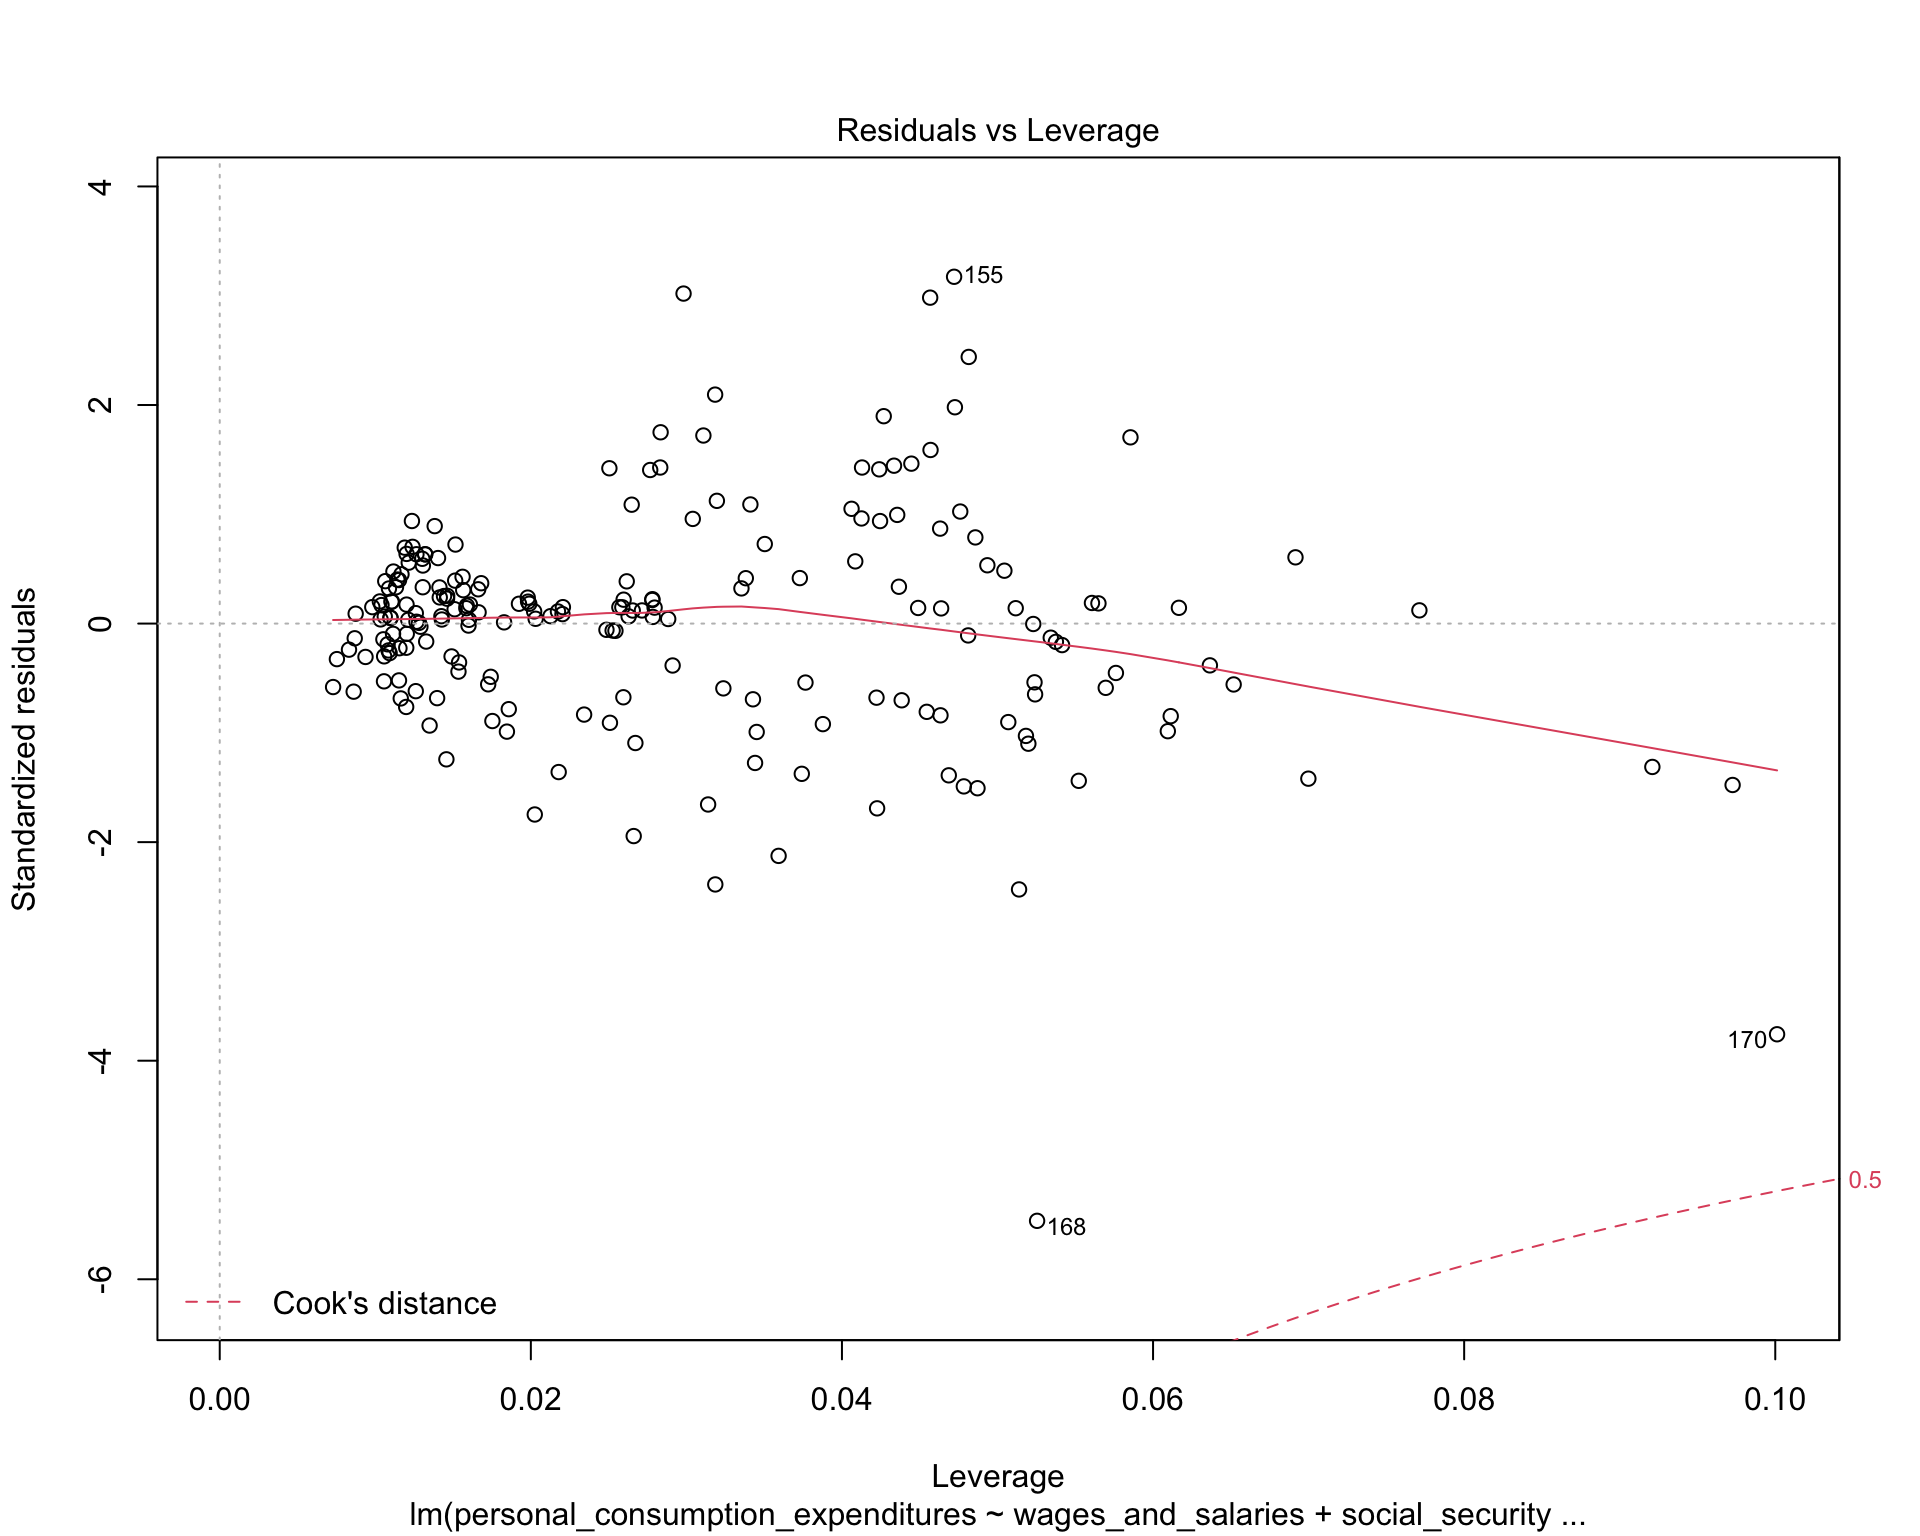 Residuals vs Leverage
4
2
0
-2
-4
-6
Standardized residuals
155
170
168
0.5
Cook's distance
0.00 0.02 0.04 0.06 0.08 0.10
Leverage
lm(personal_consumption_expenditures ~ wages_and_salaries + social_security ...